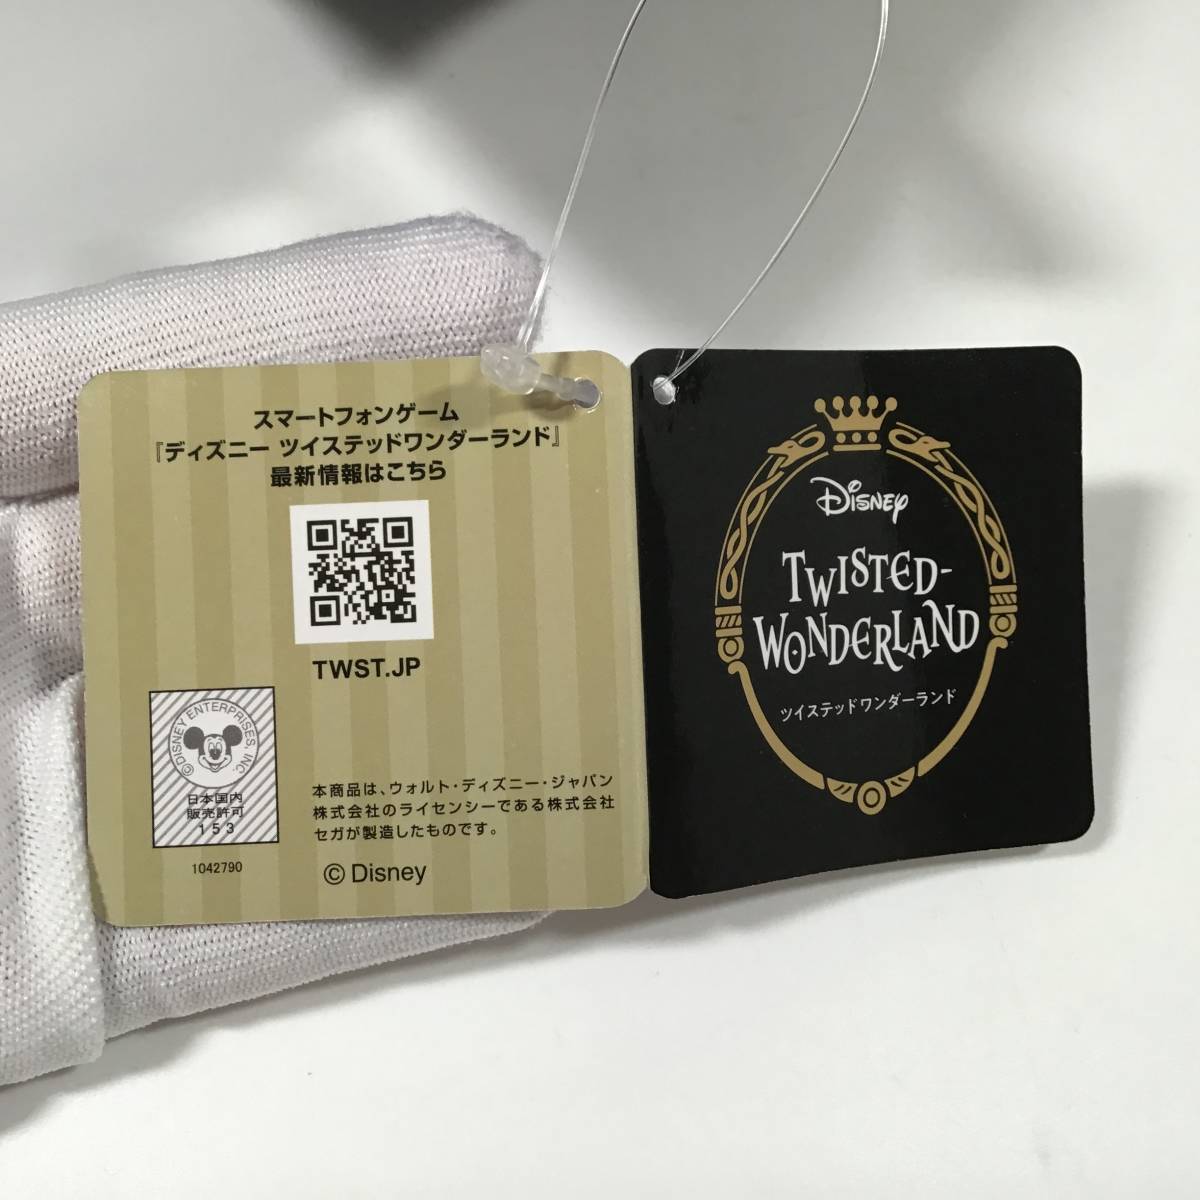 スマートフォンゲーム
『ディズニー ツイステッドワンダーランド』
最新情報はこちら
TWST.JP
©DISNEY ENTERPRISES, INC.
日本国内
販売許可
153
1042790
本商品は、ウォルト・ディズニー・ジャパン
株式会社のライセンシーである株式会社
セガが製造したものです。
© Disney
Disney
TWISTED-
WONDERLAND
ツイステッドワンダーランド